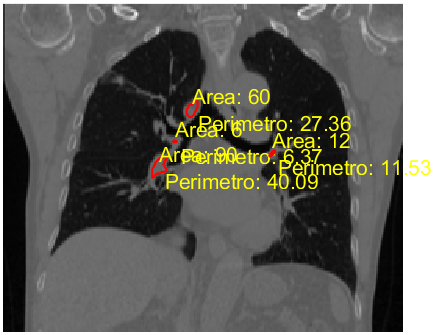 Area: 60
Perimetro: 27.36
Area: 6
Perimetro: 6.37
Area: 12
Perimetro: 11.53
Area: 90
Perimetro: 40.09